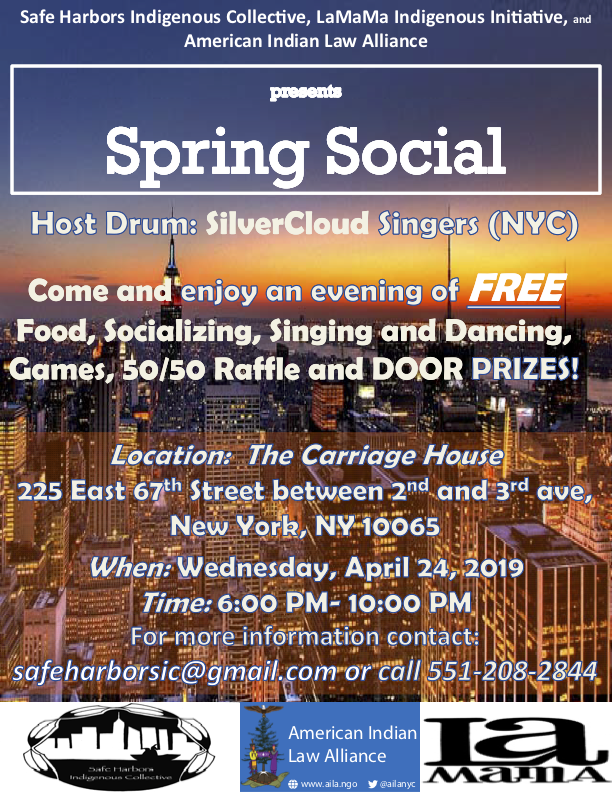 Safe Harbors Indigenous Collective, LaMaMa Indigenous Initiative, and
American Indian Law Alliance
presents
Spring Social
Host Drum: SilverCloud Singers (NYC)
Come and enjoy an evening of FREE
Food, Socializing, Singing and Dancing,
Games, 50/50 Raffle and DOOR PRIZES!
Location: The Carriage House
225 East 67th Street between 2nd and 3rd ave,
New York, NY 10065
When: Wednesday, April 24, 2019
Time: 6:00 PM- 10:00 PM
For more information contact:
safeharborsic@gmail.com or call 551-208-2844
Safe Harbors
Indigenous Collective
American Indian
Law Alliance
www.aila.ngo @ailanyc
la
mama